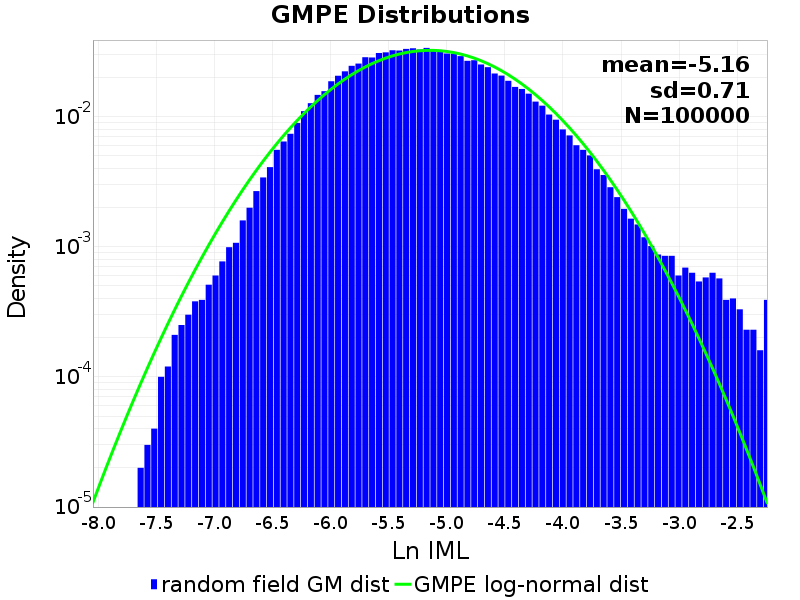 GMPE Distributions
mean=-5.16
sd=0.71
N=100000
Density
10-2
10-3
10-4
10-5
-8.0 -7.5 -7.0 -6.5 -6.0 -5.5 -5.0 -4.5 -4.0 -3.5 -3.0 -2.5
Ln IML
random field GM dist GMPE log-normal dist